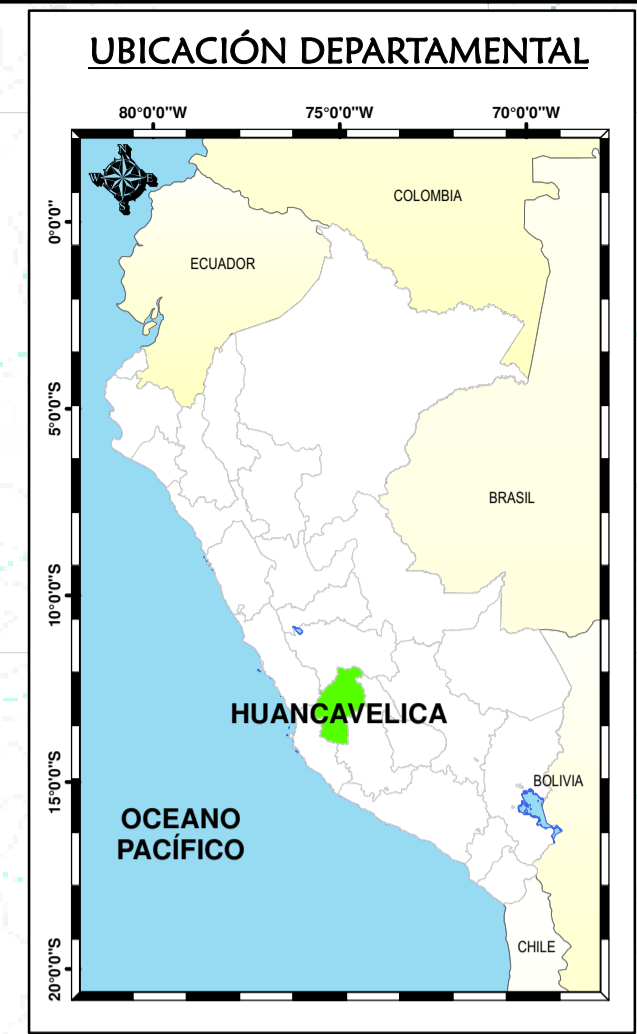 UBICACIÓN DEPARTAMENTAL
80°0'0"W 75°0'0"W 70°0'0"W
N
W E
S
COLOMBIA
0°0'0"
ECUADOR
5°0'0"S
BRASIL
10°0'0"S
HUANCAVELICA
15°0'0"S
BOLIVIA
OCEANO
PACÍFICO
CHILE
20°0'0"S